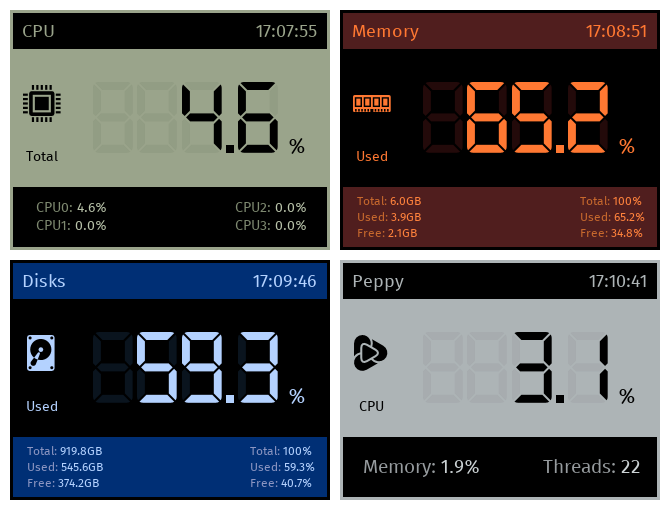 CPU 17:07:55
4.6 %
Total
CPU0: 4.6% CPU2: 0.0%
CPU1: 0.0% CPU3: 0.0%
Memory 17:08:51
65.2 %
Used
Total: 6.0GB Total: 100%
Used: 3.9GB Used: 65.2%
Free: 2.1GB Free: 34.8%
Disks 17:09:46
59.3 %
Used
Total: 919.8GB Total: 100%
Used: 545.6GB Used: 59.3%
Free: 374.2GB Free: 40.7%
Peppy 17:10:41
3.1 %
CPU
Memory: 1.9% Threads: 22